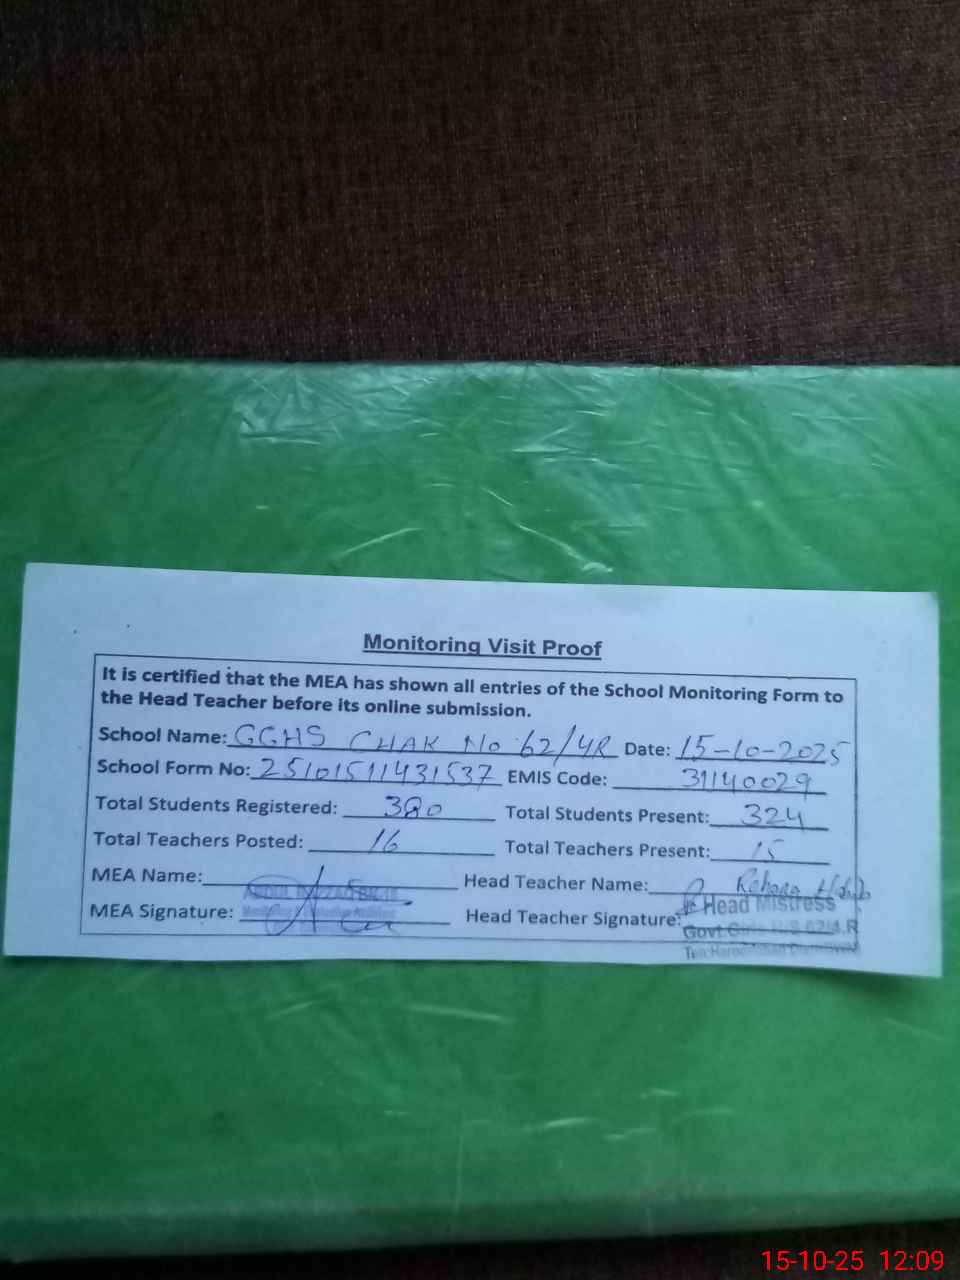 Monitoring Visit Proof
It is certified that the MEA has shown all entries of the School Monitoring Form to
the Head Teacher before its online submission.
School Name: GGHS CHAK No 62/4R Date: 15-10-2025
School Form No: 25101511431537 EMIS Code: 31140029
Total Students Registered: 380 Total Students Present: 324
Total Teachers Posted: 16 Total Teachers Present: 15
MEA Name: Head Teacher Name: Rehana
MEA Signature: Head Teacher Signature: Head Mistress
Govt Girls
15-10-25 12:09